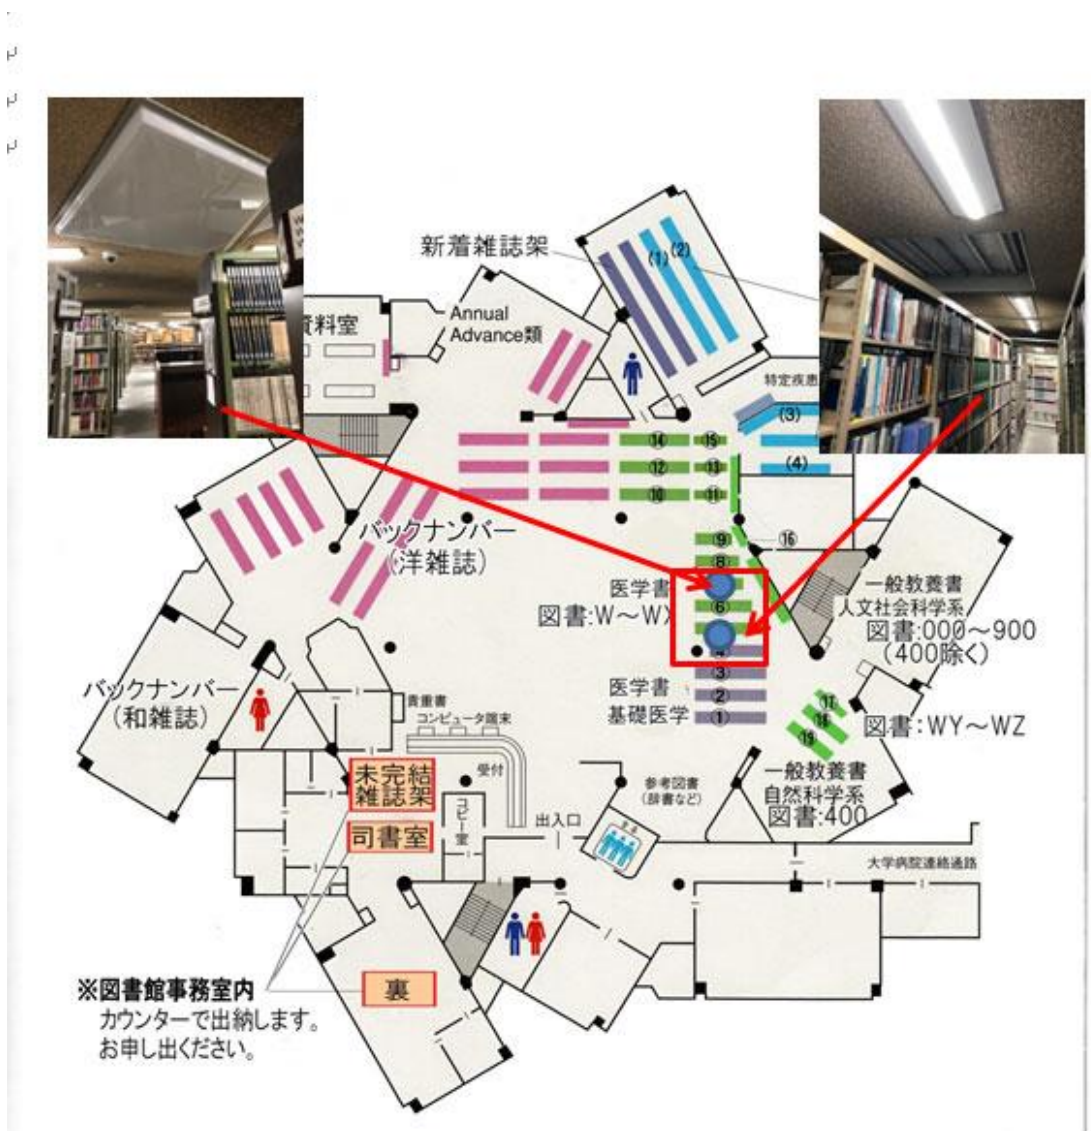 新着雑誌架
(1)
(2)
資料室
Annual
Advance類
特定疾患
(3)
(4)
⑭
⑮
⑫
⑬
⑩
⑪
バックナンバー
(洋雑誌)
⑨
⑯
⑧
医学書
図書:W～WX
⑥
一般教養書
人文社会科学系
図書:000～900
(400除く)
③
医学書
基礎医学
②
①
バックナンバー
(和雑誌)
貴重書
コンピュータ端末
⑰
⑱
⑲
図書:WY～WZ
受付
未完結
雑誌架
参考図書
(辞書など)
一般教養書
自然科学系
図書:400
コピー室
出入口
司書室
大学病院連絡通路
※図書館事務室内
カウンターで出納します。
お申し出ください。
裏